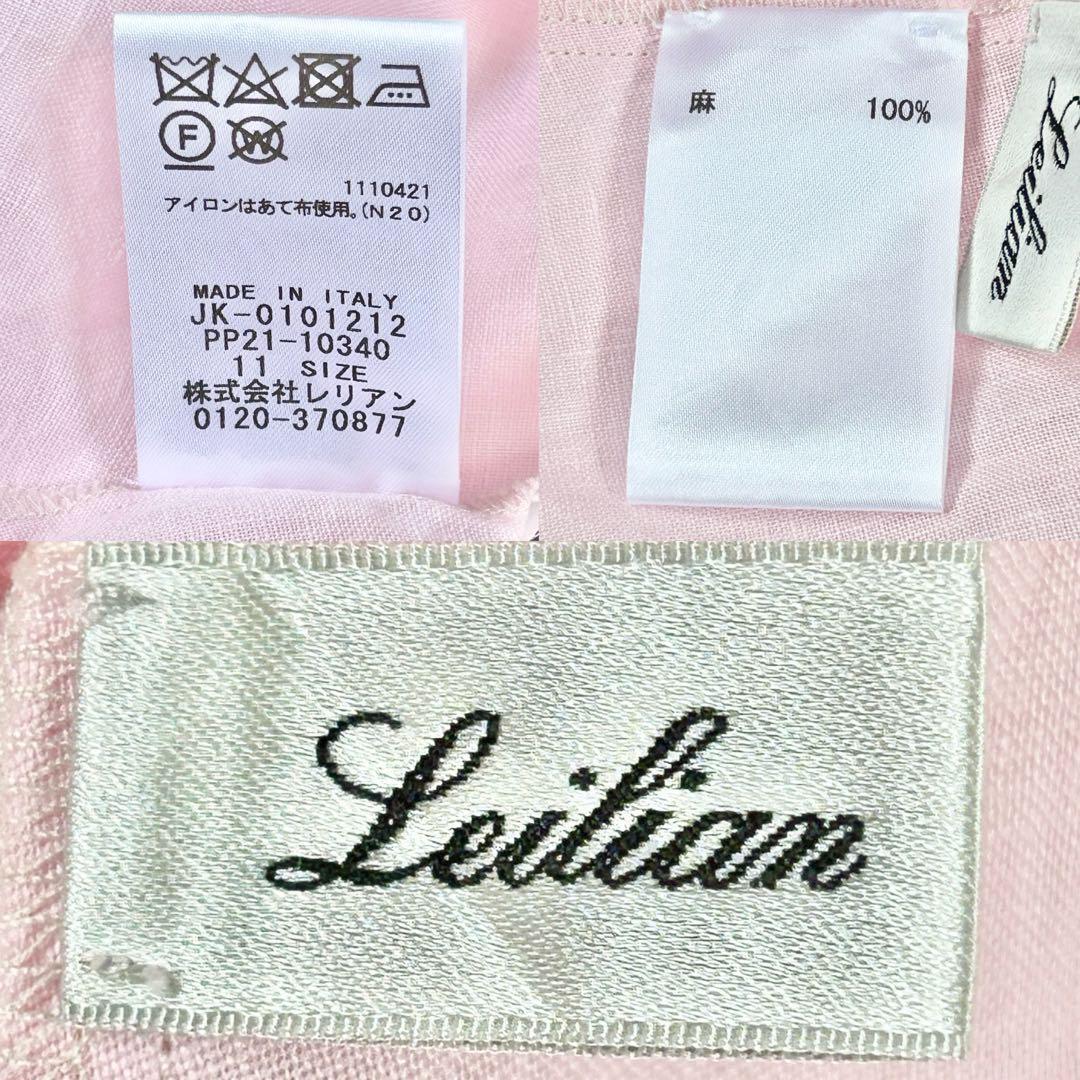 F
W
1110421
アイロンはあて布使用。(N20)
MADE IN ITALY
JK-0101212
PP21-10340
11 SIZE
株式会社レリアン
0120-370877
麻 100%
Leilian
Leilian